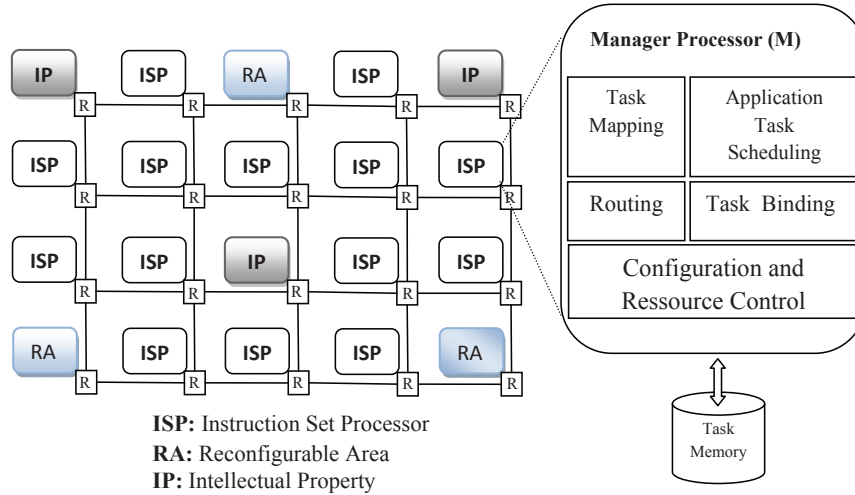 IP ISP RA ISP IP
R R R R R
ISP ISP ISP ISP ISP
R R R R R
ISP ISP IP ISP ISP
R R R R R
RA ISP ISP ISP RA
R R R R R
ISP: Instruction Set Processor
RA: Reconfigurable Area
IP: Intellectual Property
Manager Processor (M)
Task
Mapping
Application
Task
Scheduling
Routing
Task Binding
Configuration and
Ressource Control
Task
Memory